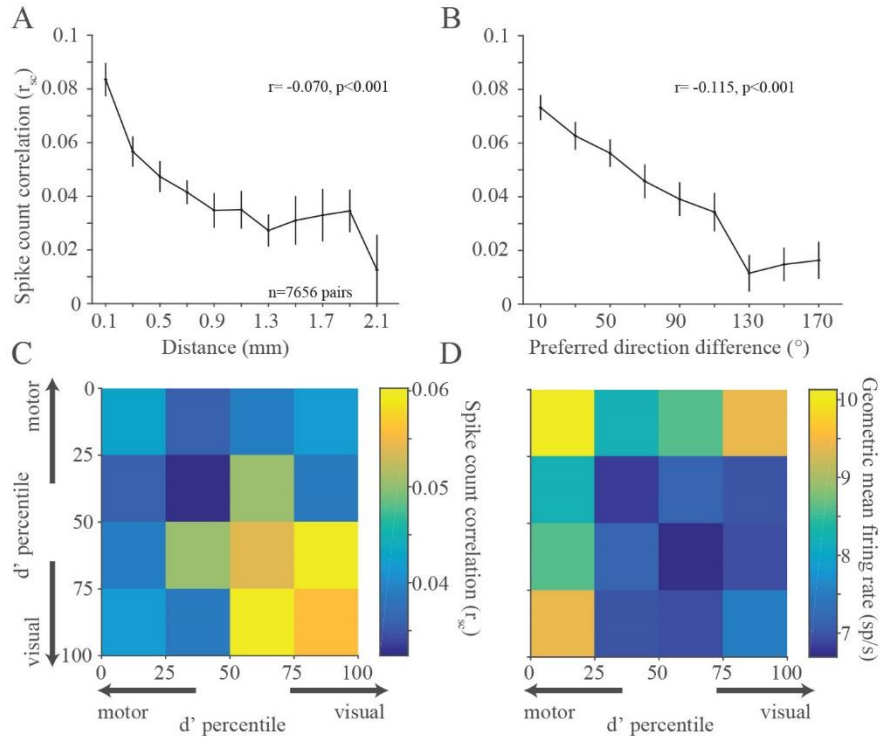 A
0.1
0.08
0.06
0.04
0.02
0
Spike count correlation (rsc)
r= -0.070, p<0.001
n=7656 pairs
0.1 0.5 0.9 1.3 1.7 2.1
Distance (mm)
B
0.1
0.08
0.06
0.04
0.02
0
r= -0.115, p<0.001
10 50 90 130 170
Preferred direction difference (°)
C
motor
d’ percentile
visual
0
25
50
75
100
0 25 50 75 100
motor visual
d’ percentile
0.06
0.05
0.04
Spike count correlation (rsc)
D
0 25 50 75 100
motor visual
d’ percentile
10
9
8
7
Geometric mean firing rate (sp/s)